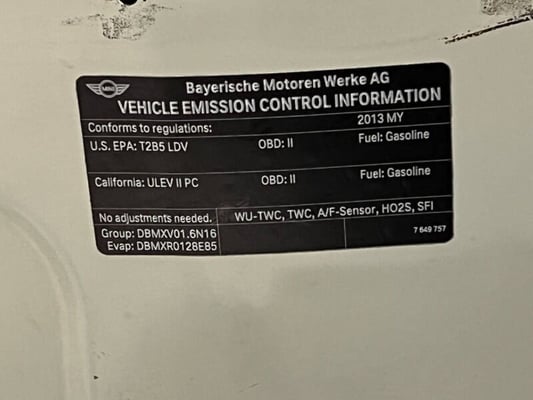 MINI
Bayerische Motoren Werke AG
VEHICLE EMISSION CONTROL INFORMATION
Conforms to regulations: 2013 MY
U.S. EPA: T2B5 LDV OBD: II Fuel: Gasoline
California: ULEV II PC OBD: II Fuel: Gasoline
No adjustments needed. WU-TWC, TWC, A/F-Sensor, HO2S, SFI
Group: DBMXV01.6N16
Evap: DBMXR0128E85 7 649 757